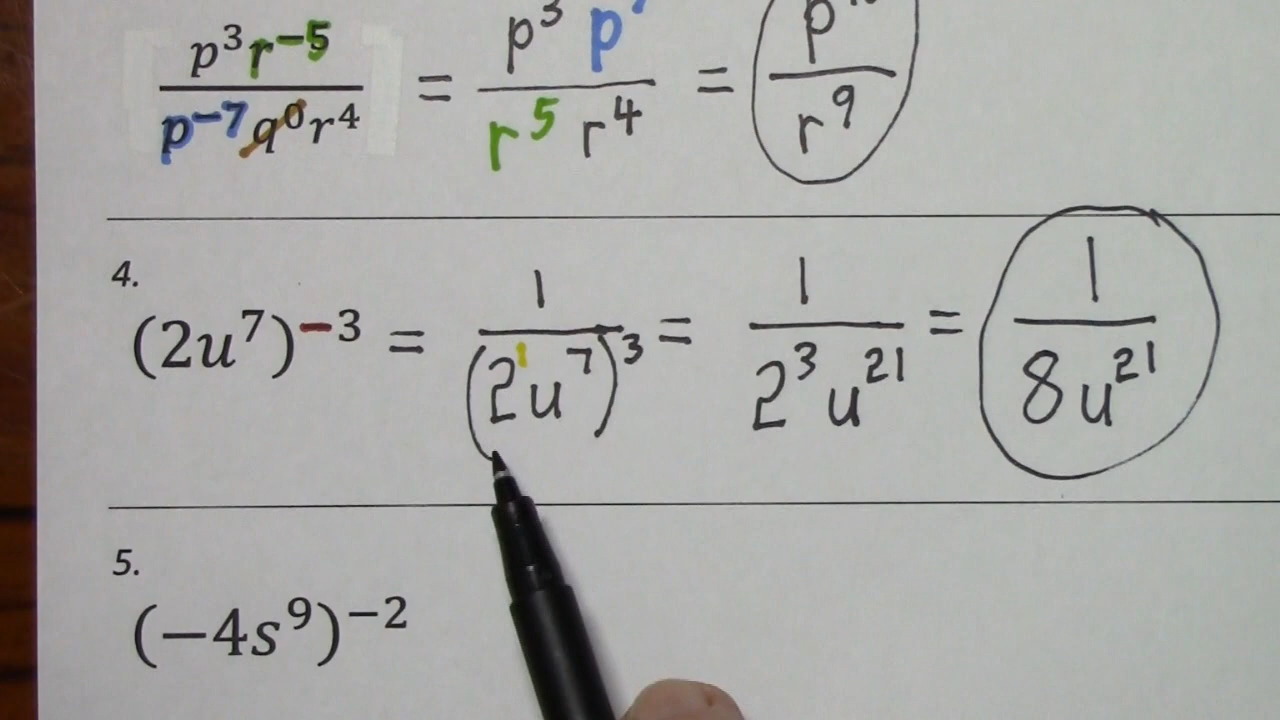 p³r⁻⁵ / p⁻⁷q⁰r⁴ = p³ p / r⁵ r⁴ = p / r⁹
4.
(2u⁷)⁻³ = 1 / (2¹u⁷)³ = 1 / 2³u²¹ = 1 / 8u²¹
5.
(−4s⁹)⁻²